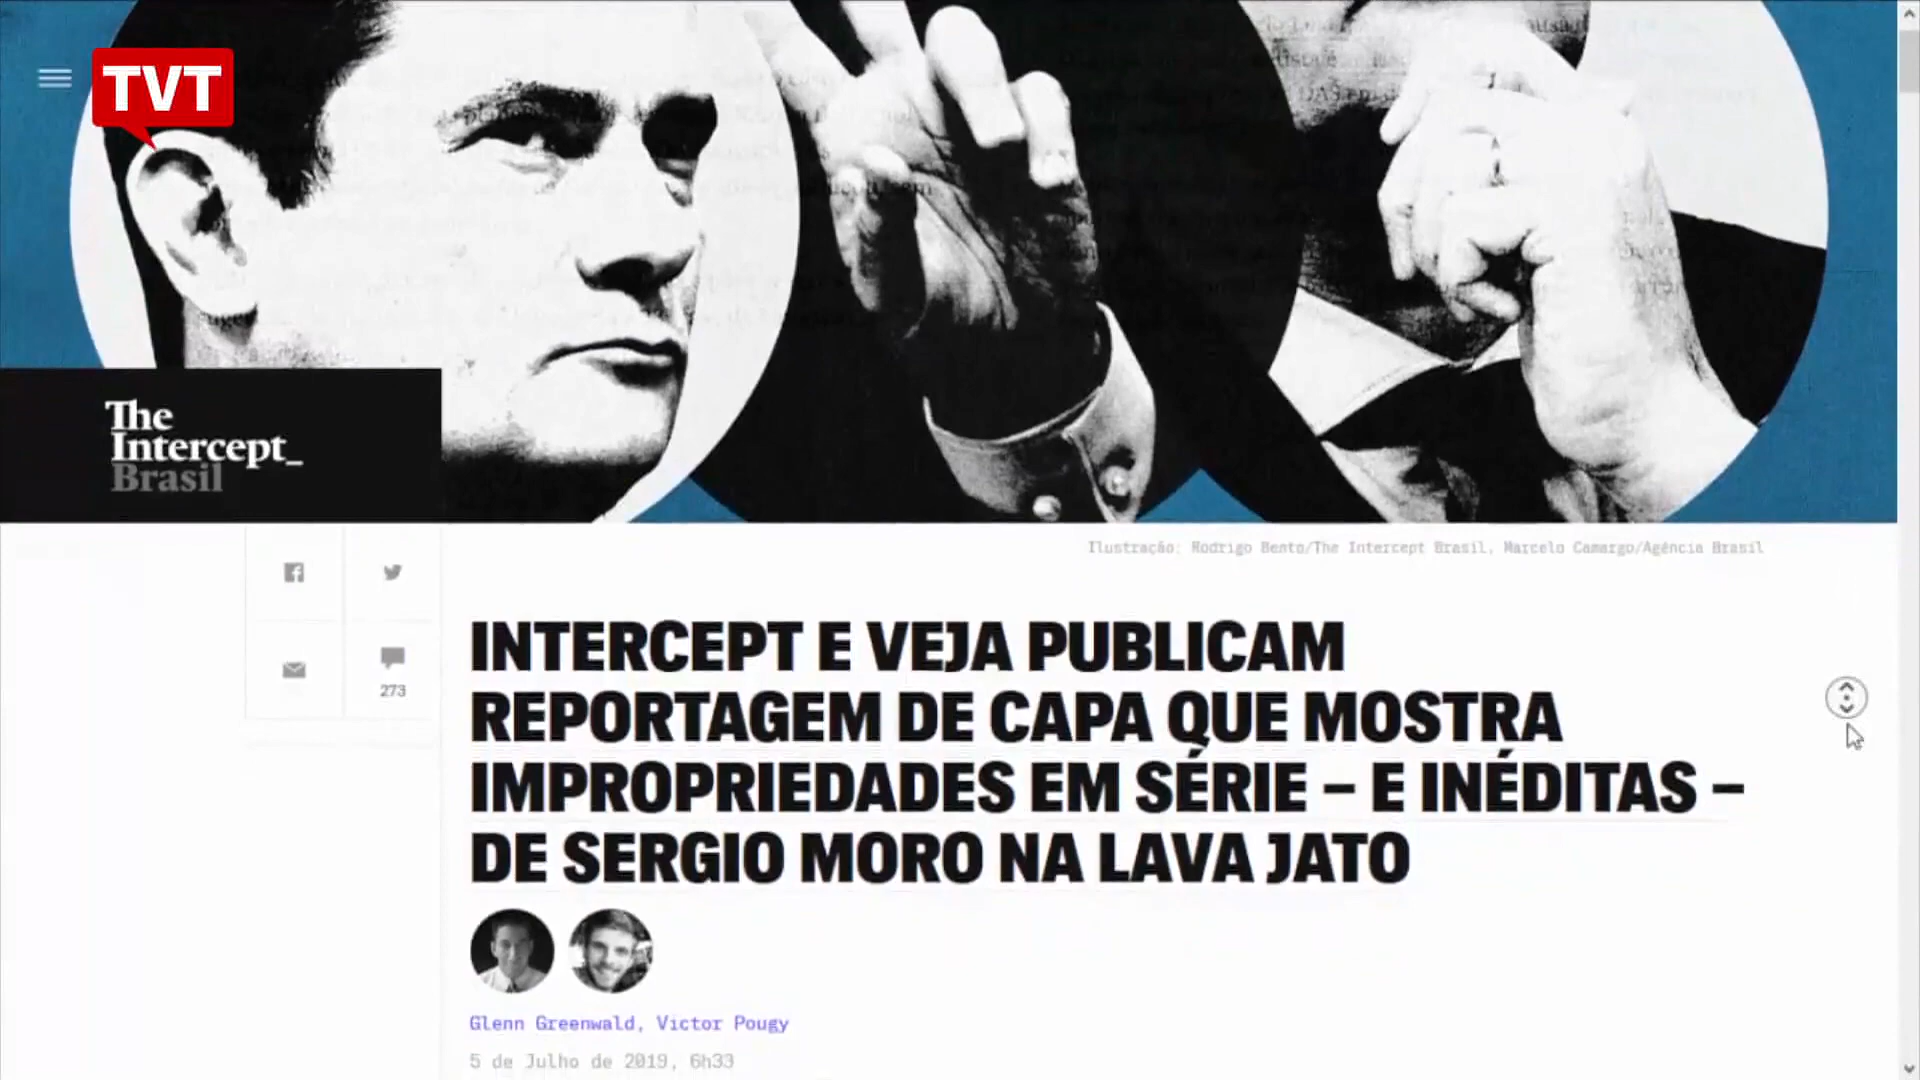 TVT
The
Intercept_
Brasil
Ilustração: Rodrigo Bento/The Intercept Brasil, Marcelo Camargo/Agência Brasil
273
INTERCEPT E VEJA PUBLICAM
REPORTAGEM DE CAPA QUE MOSTRA
IMPROPRIEDADES EM SÉRIE – E INÉDITAS –
DE SERGIO MORO NA LAVA JATO
Glenn Greenwald, Victor Pougy
5 de Julho de 2019, 6h33